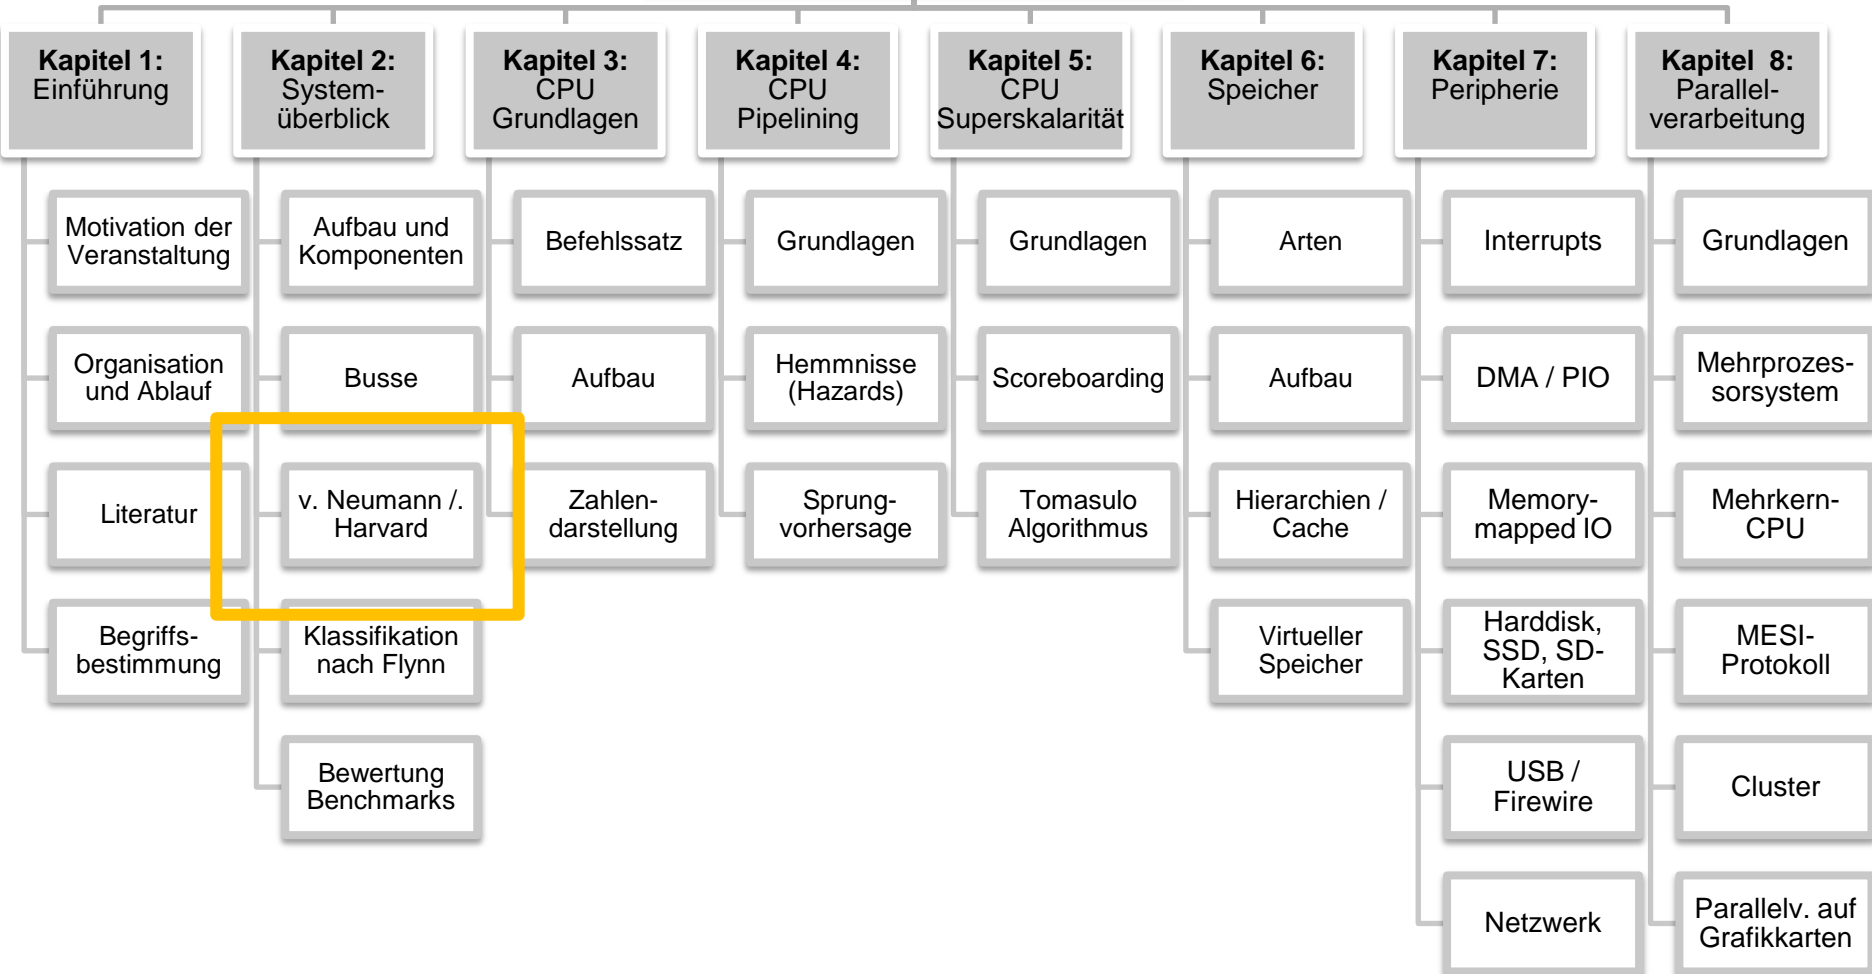 Kapitel 1:
Einführung
Motivation der
Veranstaltung
Organisation
und Ablauf
Literatur
Begriffs-
bestimmung
Kapitel 2:
System-
überblick
Aufbau und
Komponenten
Busse
v. Neumann /.
Harvard
Klassifikation
nach Flynn
Bewertung
Benchmarks
Kapitel 3:
CPU
Grundlagen
Befehlssatz
Aufbau
Zahlen-
darstellung
Kapitel 4:
CPU
Pipelining
Grundlagen
Hemmnisse
(Hazards)
Sprung-
vorhersage
Kapitel 5:
CPU
Superskalarität
Grundlagen
Scoreboarding
Tomasulo
Algorithmus
Kapitel 6:
Speicher
Arten
Aufbau
Hierarchien /
Cache
Virtueller
Speicher
Kapitel 7:
Peripherie
Interrupts
DMA / PIO
Memory-
mapped IO
Harddisk,
SSD, SD-
Karten
USB /
Firewire
Netzwerk
Kapitel 8:
Parallel-
verarbeitung
Grundlagen
Mehrprozes-
sorsystem
Mehrkern-
CPU
MESI-
Protokoll
Cluster
Parallelv. auf
Grafikkarten